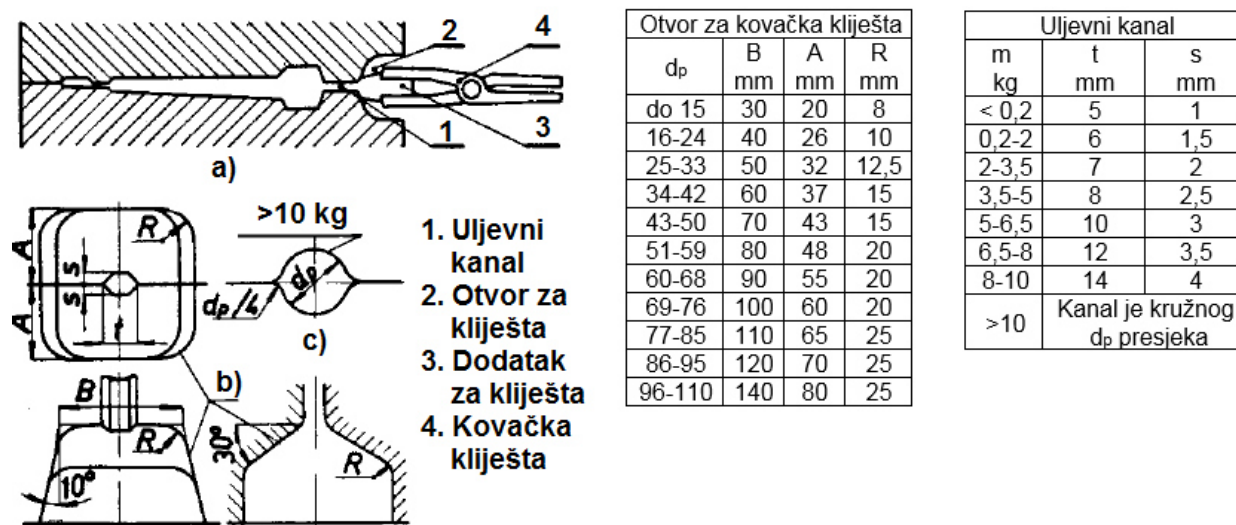 2
4
1
3
a)
A
A
s
s
R
t
>10 kg
dₚ
dₚ/4
c)
b)
B
R
10°
30°
R
1. Uljevni
kanal
2. Otvor za
kliješta
3. Dodatak
za kliješta
4. Kovačka
kliješta
Otvor za kovačka kliješta
dₚ B A R
mm mm mm
do 15 30 20 8
16-24 40 26 10
25-33 50 32 12,5
34-42 60 37 15
43-50 70 43 15
51-59 80 48 20
60-68 90 55 20
69-76 100 60 20
77-85 110 65 25
86-95 120 70 25
96-110 140 80 25
Uljevni kanal
m t s
kg mm mm
< 0,2 5 1
0,2-2 6 1,5
2-3,5 7 2
3,5-5 8 2,5
5-6,5 10 3
6,5-8 12 3,5
8-10 14 4
>10 Kanal je kružnog
dₚ presjeka